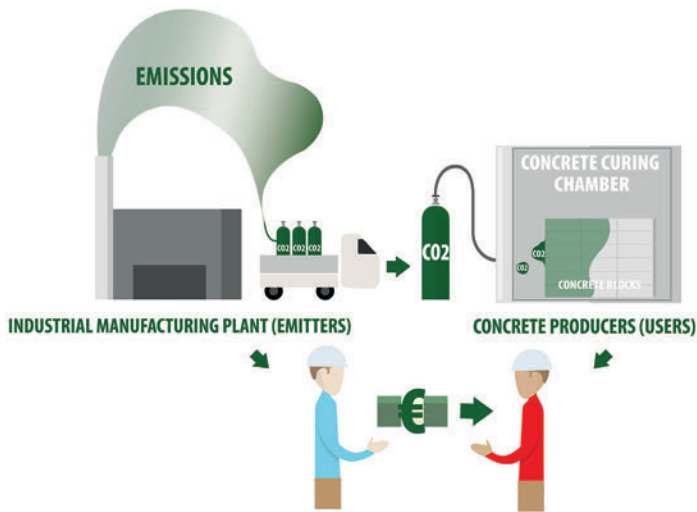 EMISSIONS
CO2 CO2 CO2
CO2
CONCRETE CURING
CHAMBER
CO2
CO2
CONCRETE BLOCKS
INDUSTRIAL MANUFACTURING PLANT (EMITTERS)
CONCRETE PRODUCERS (USERS)
€